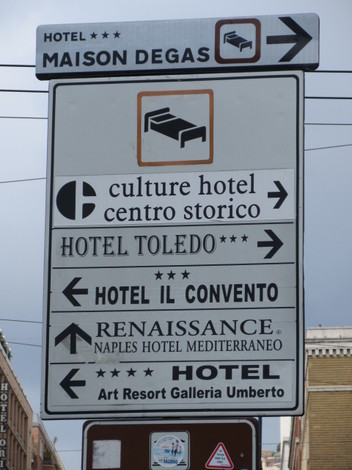 HOTEL ★★★
MAISON DEGAS
culture hotel
centro storico
HOTEL TOLEDO ★★★
★★★
HOTEL IL CONVENTO
RENAISSANCE®
NAPLES HOTEL MEDITERRANEO
★★★★ HOTEL
Art Resort Galleria Umberto